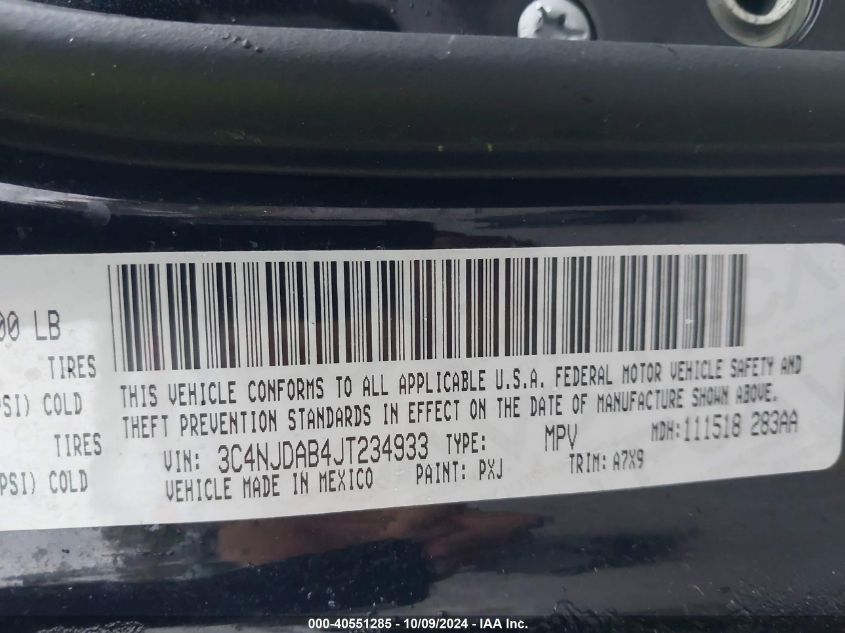 00 LB
TIRES
PSI) COLD
TIRES
PSI) COLD
THIS VEHICLE CONFORMS TO ALL APPLICABLE U.S.A. FEDERAL MOTOR VEHICLE SAFETY AND
THEFT PREVENTION STANDARDS IN EFFECT ON THE DATE OF MANUFACTURE SHOWN ABOVE.
VIN: 3C4NJDAB4JT234933 TYPE: MPV MDH:111518 283AA
VEHICLE MADE IN MEXICO PAINT: PXJ TRIM: A7X9
000-40551285 - 10/09/2024 - IAA Inc.